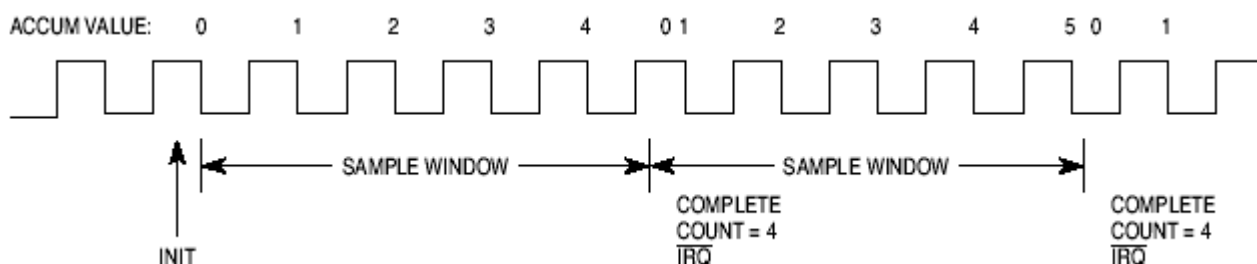 ACCUM VALUE: 0 1 2 3 4 0 1 2 3 4 5 0 1
SAMPLE WINDOW SAMPLE WINDOW
INIT
COMPLETE
COUNT = 4
IRQ
COMPLETE
COUNT = 4
IRQ